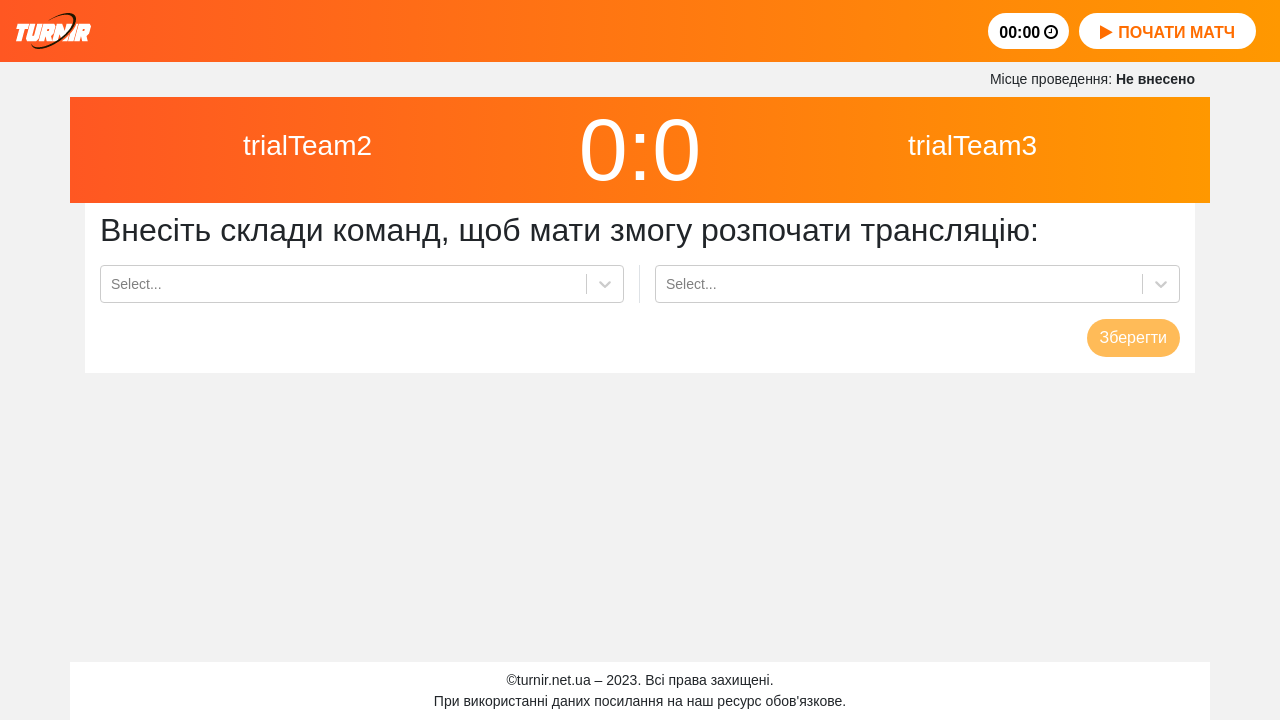 TURNIR
00:00
ПОЧАТИ МАТЧ
Місце проведення: Не внесено
trialTeam2
0:0
trialTeam3
Внесіть склади команд, щоб мати змогу розпочати трансляцію:
Select...
Select...
Зберегти
©turnir.net.ua – 2023. Всі права захищені.
При використанні даних посилання на наш ресурс обов'язкове.